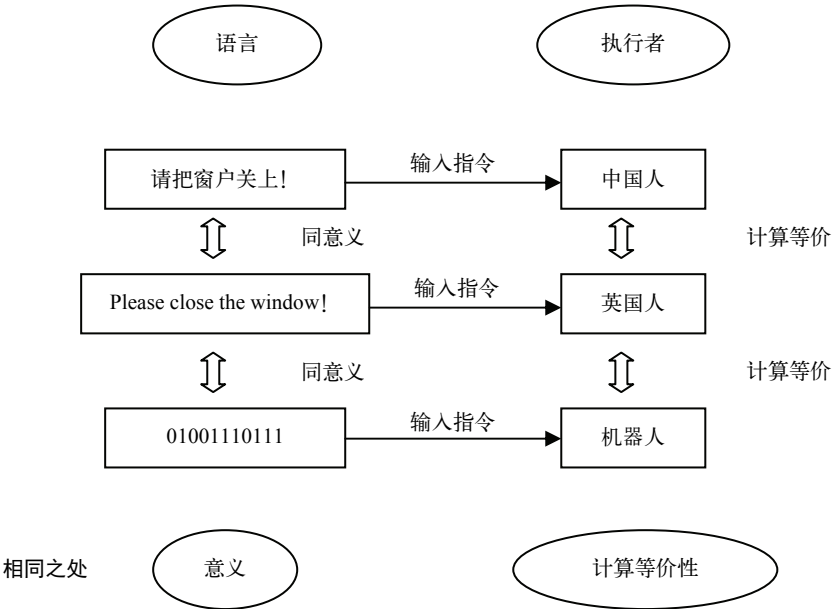 语言 执行者
请把窗户关上! 输入指令 中国人
同意义 计算等价
Please close the window! 输入指令 英国人
同意义 计算等价
01001110111 输入指令 机器人
相同之处 意义 计算等价性